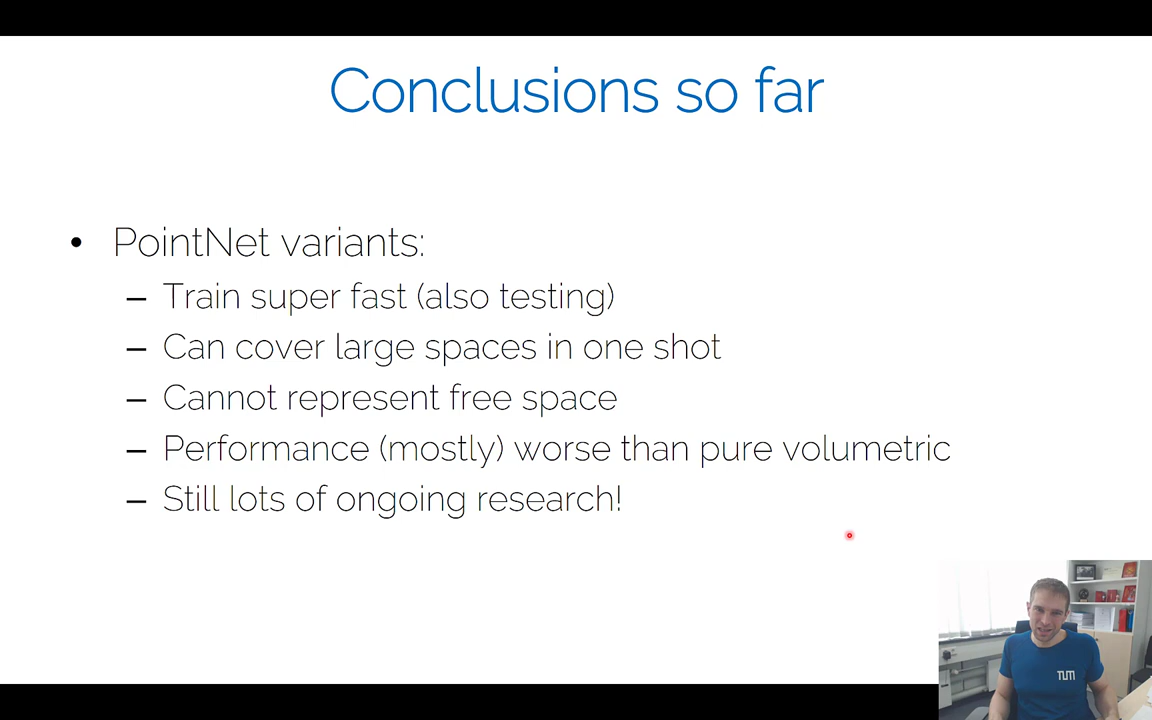 Conclusions so far
• PointNet variants:
– Train super fast (also testing)
– Can cover large spaces in one shot
– Cannot represent free space
– Performance (mostly) worse than pure volumetric
– Still lots of ongoing research!
TUM